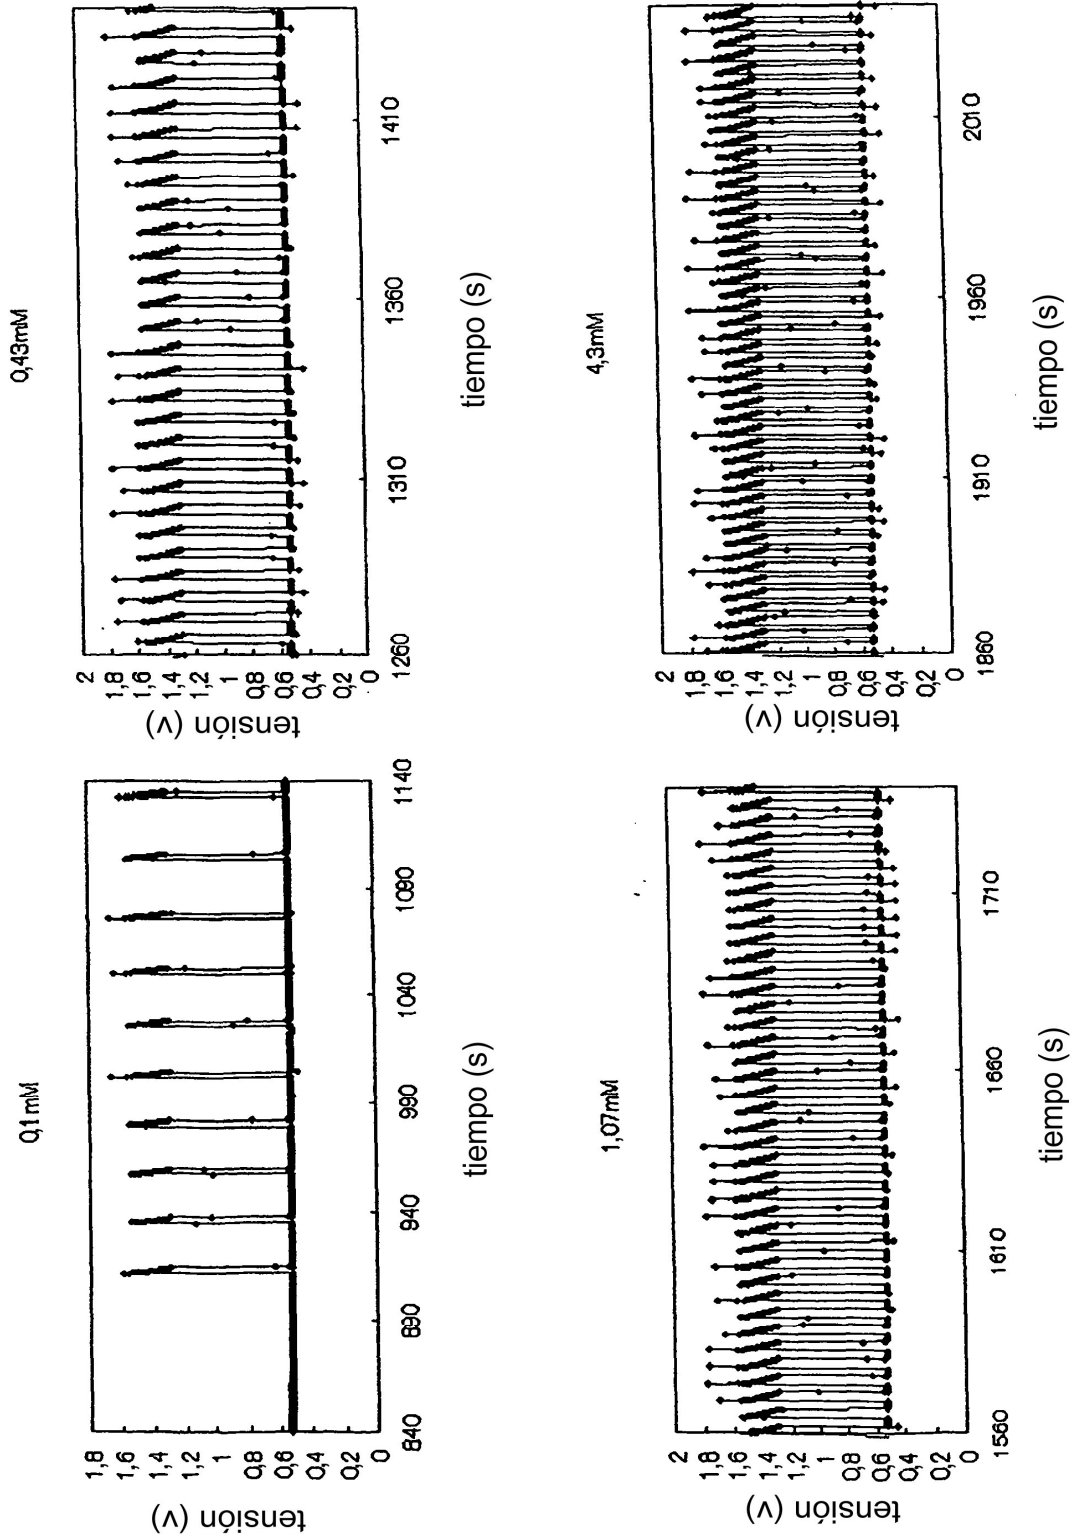 0,1mM
tensión (v)
1,8
1,6
1,4
1,2
1
0,8
0,6
0,4
0,2
0
840 890 940 990 1040 1090 1140
tiempo (s)
0,43mM
tensión (v)
2
1,8
1,6
1,4
1,2
1
0,8
0,6
0,4
0,2
0
1260 1310 1360 1410
tiempo (s)
1,07mM
tensión (v)
2
1,8
1,6
1,4
1,2
1
0,8
0,6
0,4
0,2
0
1560 1610 1660 1710
tiempo (s)
4,3mM
tensión (v)
2
1,8
1,6
1,4
1,2
1
0,8
0,6
0,4
0,2
0
1860 1910 1960 2010
tiempo (s)